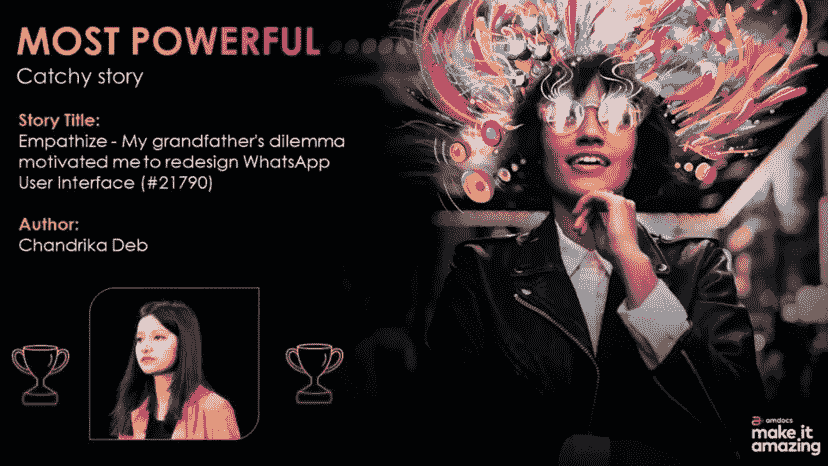 MOST POWERFUL
Catchy story
Story Title:
Empathize - My grandfather's dilemma
motivated me to redesign WhatsApp
User Interface (#21790)
Author:
Chandrika Deb
amdocs
make it
amazing